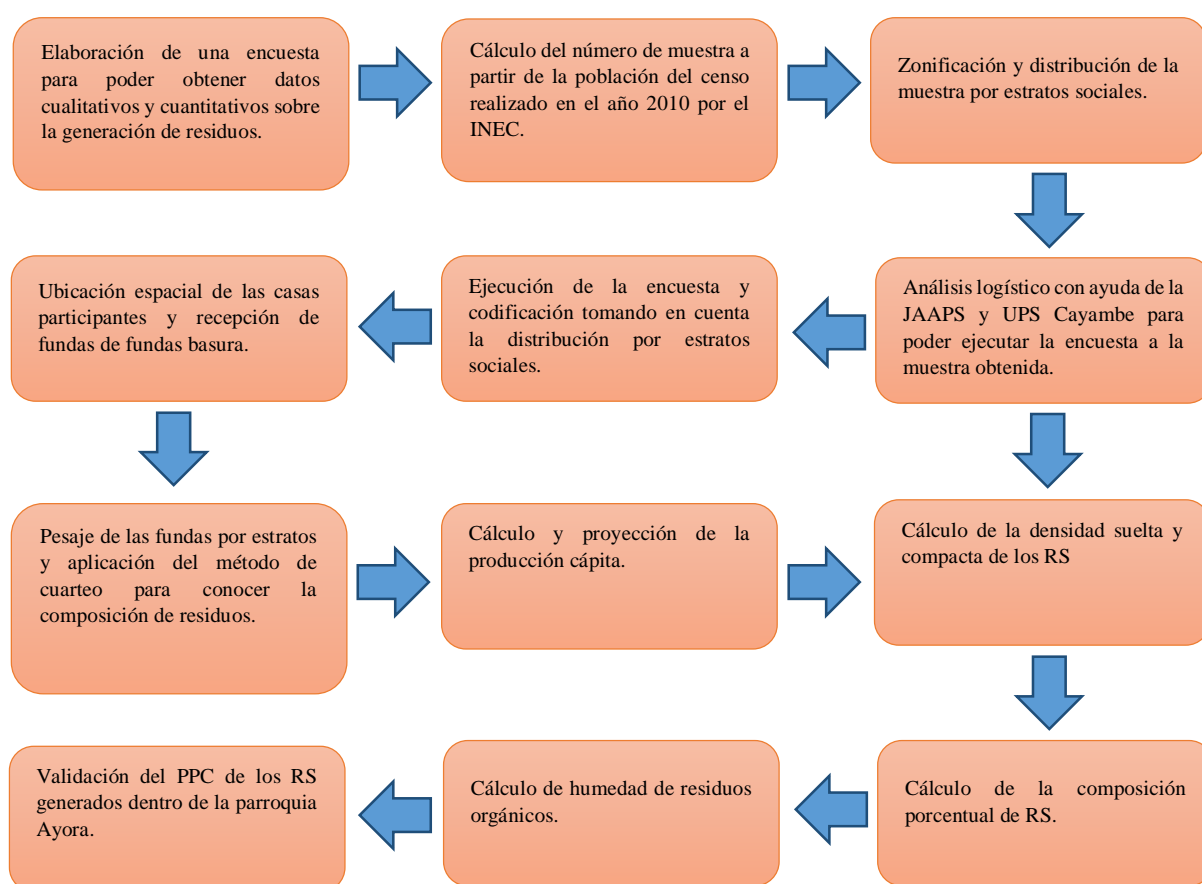 Elaboración de una encuesta
para poder obtener datos
cualitativos y cuantitativos sobre
la generación de residuos.
Cálculo del número de muestra a
partir de la población del censo
realizado en el año 2010 por el
INEC.
Zonificación y distribución de la
muestra por estratos sociales.
Análisis logístico con ayuda de la
JAAPS y UPS Cayambe para
poder ejecutar la encuesta a la
muestra obtenida.
Ejecución de la encuesta y
codificación tomando en cuenta
la distribución por estratos
sociales.
Ubicación espacial de las casas
participantes y recepción de
fundas de fundas basura.
Pesaje de las fundas por estratos
y aplicación del método de
cuarteo para conocer la
composición de residuos.
Cálculo y proyección de la
producción cápita.
Cálculo de la densidad suelta y
compacta de los RS
Cálculo de la composición
porcentual de RS.
Cálculo de humedad de residuos
orgánicos.
Validación del PPC de los RS
generados dentro de la parroquia
Ayora.